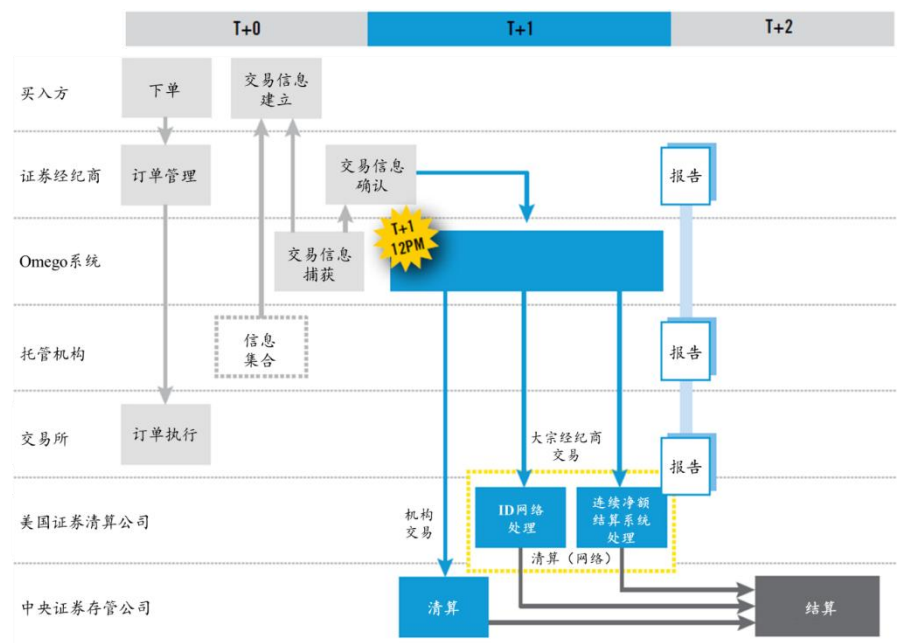 T+0
T+1
T+2
买入方
下单
交易信息
建立
证券经纪商
订单管理
交易信息
确认
报告
Omego系统
交易信息
捕获
T+1
12PM
托管机构
信息
集合
报告
交易所
订单执行
大宗经纪商
交易
报告
美国证券清算公司
机构
交易
ID网络
处理
连续净额
结算系统
处理
清算（网络）
中央证券存管公司
清算
结算